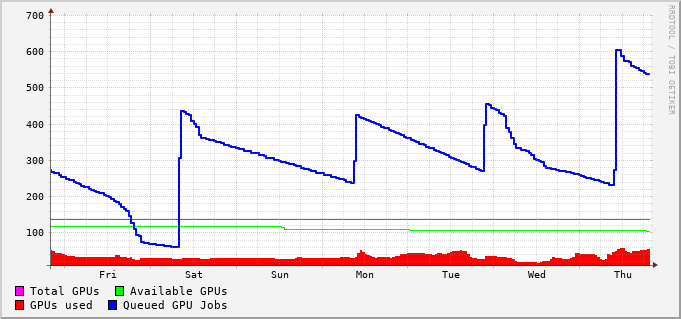 700
600
500
400
300
200
100
Fri Sat Sun Mon Tue Wed Thu
Total GPUs Available GPUs
GPUs used Queued GPU Jobs
RRDTOOL / TOBI OETIKER